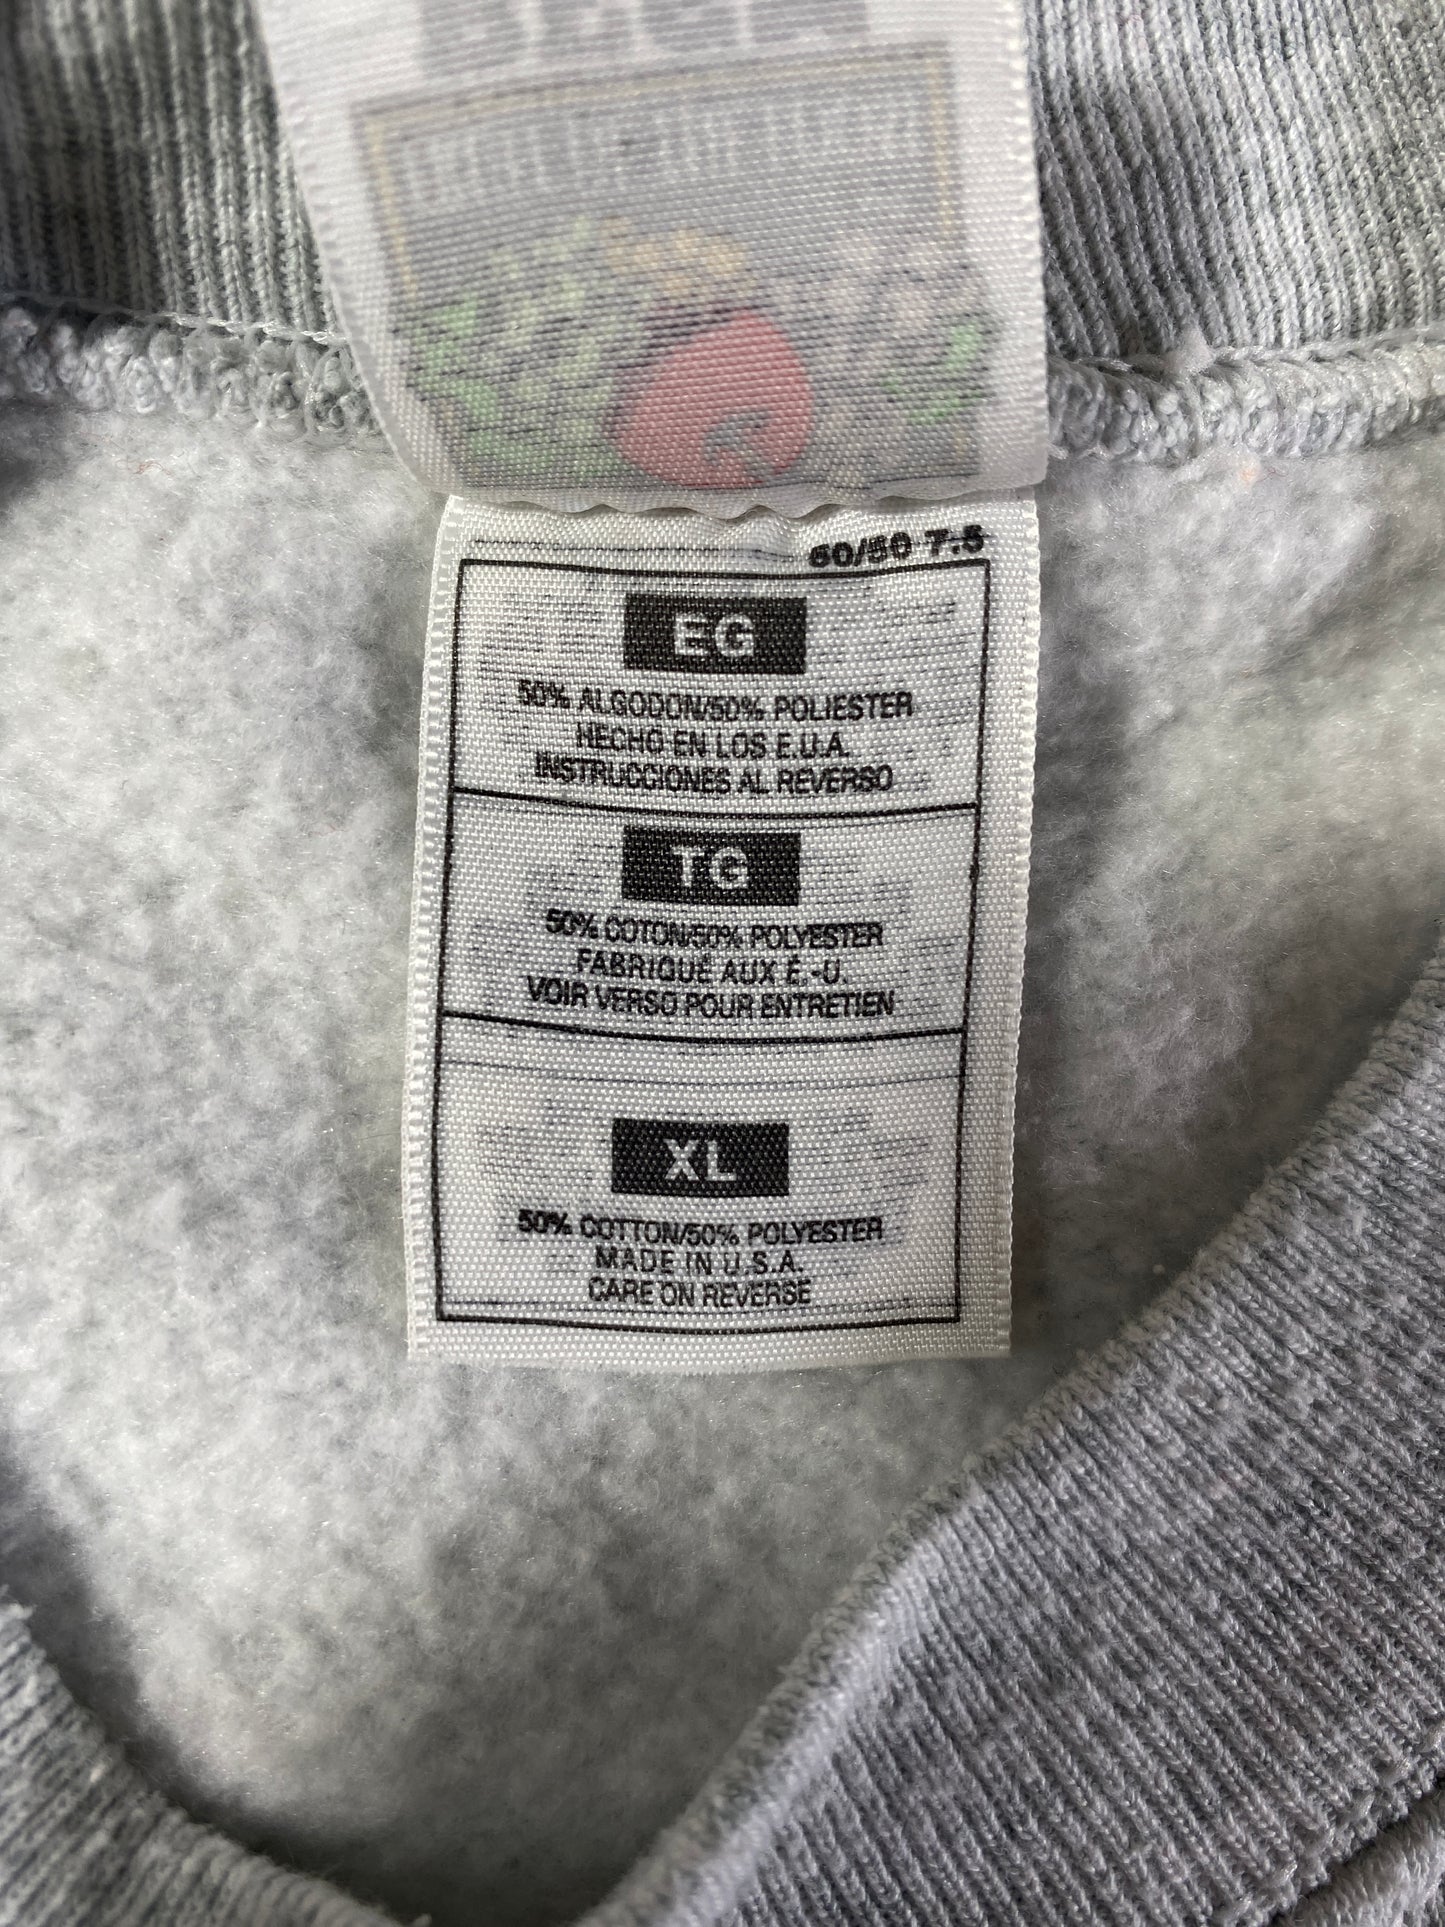 50/50 7.5
EG
50% ALGODON/50% POLIESTER
HECHO EN LOS E.U.A.
INSTRUCCIONES AL REVERSO
TG
50% COTON/50% POLYESTER
FABRIQUÉ AUX É.-U.
VOIR VERSO POUR ENTRETIEN
XL
50% COTTON/50% POLYESTER
MADE IN U.S.A.
CARE ON REVERSE